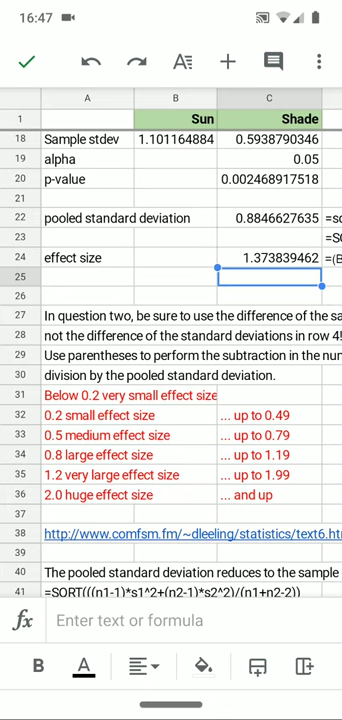 16:47
A B C
1 Sun Shade
18 Sample stdev 1.101164884 0.5938790346
19 alpha 0.05
20 p-value 0.002468917518
21
22 pooled standard deviation 0.8846627635 =s
23 =S
24 effect size 1.373839462 =(B
25
26
27 In question two, be sure to use the difference of the sa
28 not the difference of the standard deviations in row 4!
29 Use parentheses to perform the subtraction in the nu
30 division by the pooled standard deviation.
31 Below 0.2 very small effect size
32 0.2 small effect size ... up to 0.49
33 0.5 medium effect size ... up to 0.79
34 0.8 large effect size ... up to 1.19
35 1.2 very large effect size ... up to 1.99
36 2.0 huge effect size ... and up
37
38 http://www.comfsm.fm/~dleeling/statistics/text6.h
39
40 The pooled standard deviation reduces to the sample
41 =SQRT(((n1-1)*s1^2+(n2-1)*s2^2)/(n1+n2-2))
fx Enter text or formula
B A